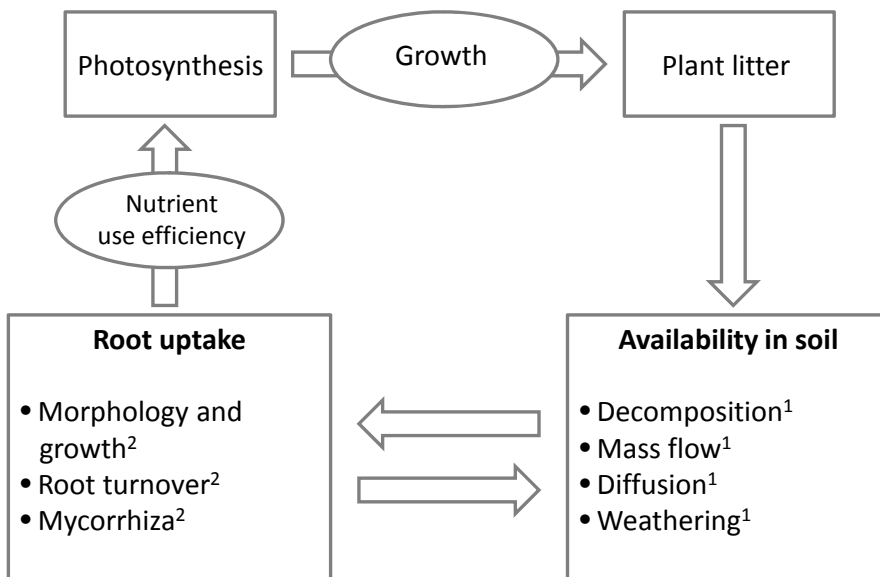 Photosynthesis
Growth
Plant litter
Nutrient
use efficiency
Root uptake
• Morphology and
growth²
• Root turnover²
• Mycorrhiza²
Availability in soil
• Decomposition¹
• Mass flow¹
• Diffusion¹
• Weathering¹